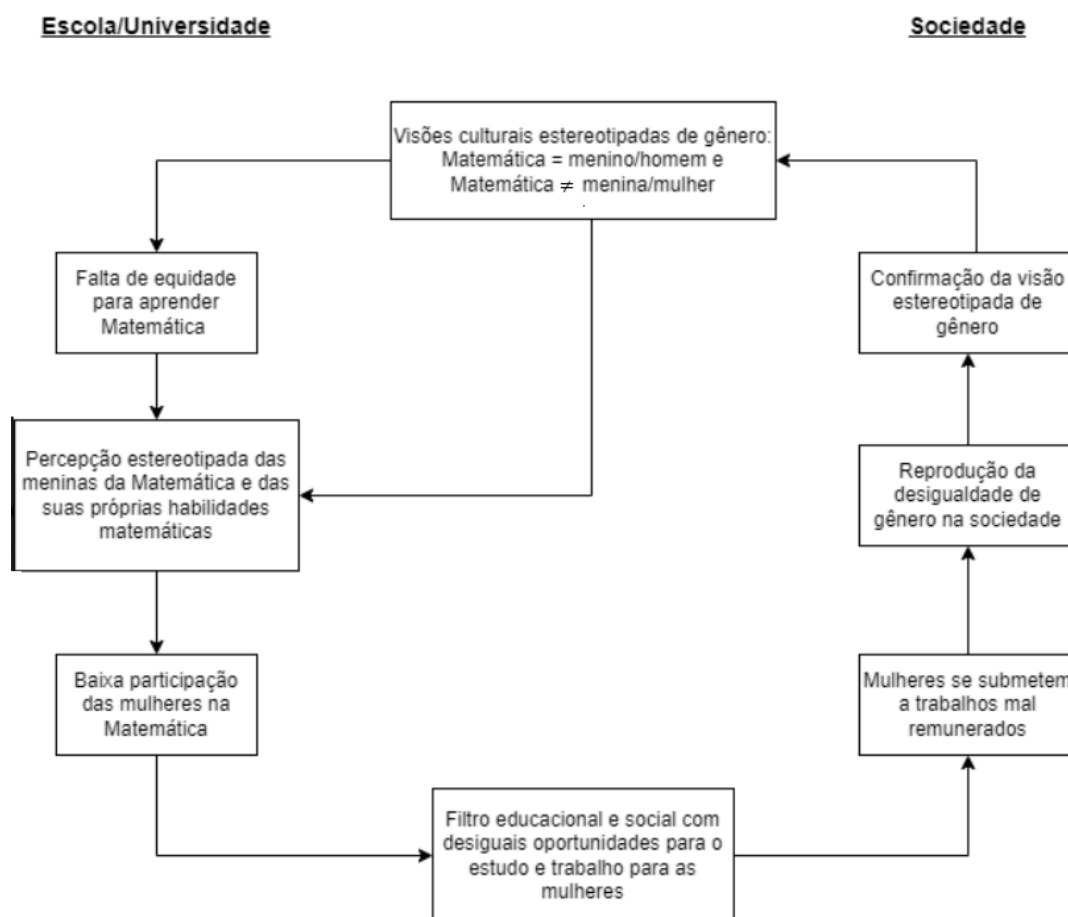 Escola/Universidade
Sociedade
Visões culturais estereotipadas de gênero:
Matemática = menino/homem e
Matemática ≠ menina/mulher
Falta de equidade
para aprender
Matemática
Confirmação da visão
estereotipada de
gênero
Percepção estereotipada das
meninas da Matemática e das
suas próprias habilidades
matemáticas
Reprodução da
desigualdade de
gênero na sociedade
Baixa participação
das mulheres na
Matemática
Mulheres se submetem
a trabalhos mal
remunerados
Filtro educacional e social com
desiguais oportunidades para o
estudo e trabalho para as
mulheres